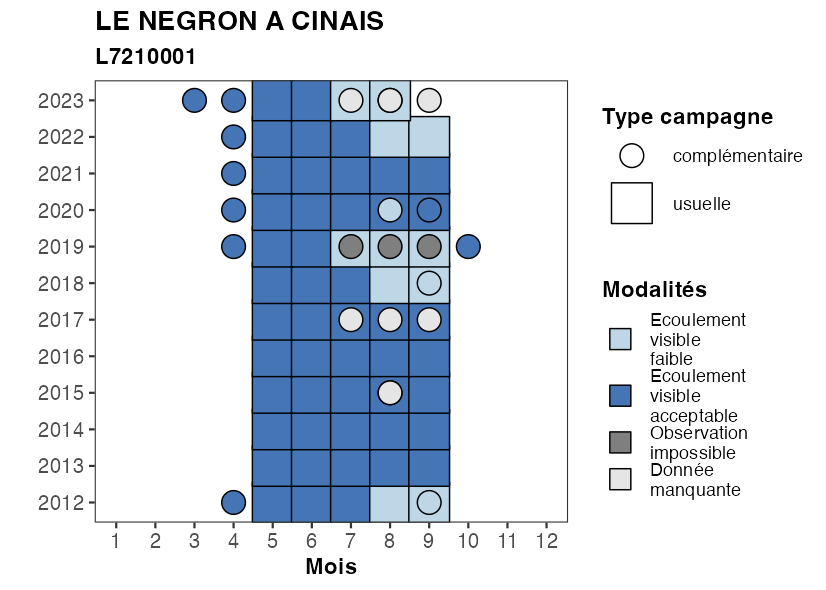 LE NEGRON A CINAIS
L7210001
2023
2022
2021
2020
2019
2018
2017
2016
2015
2014
2013
2012
1 2 3 4 5 6 7 8 9 10 11 12
Mois
Type campagne
complémentaire
usuelle
Modalités
Ecoulement
visible
faible
Ecoulement
visible
acceptable
Observation
impossible
Donnée
manquante